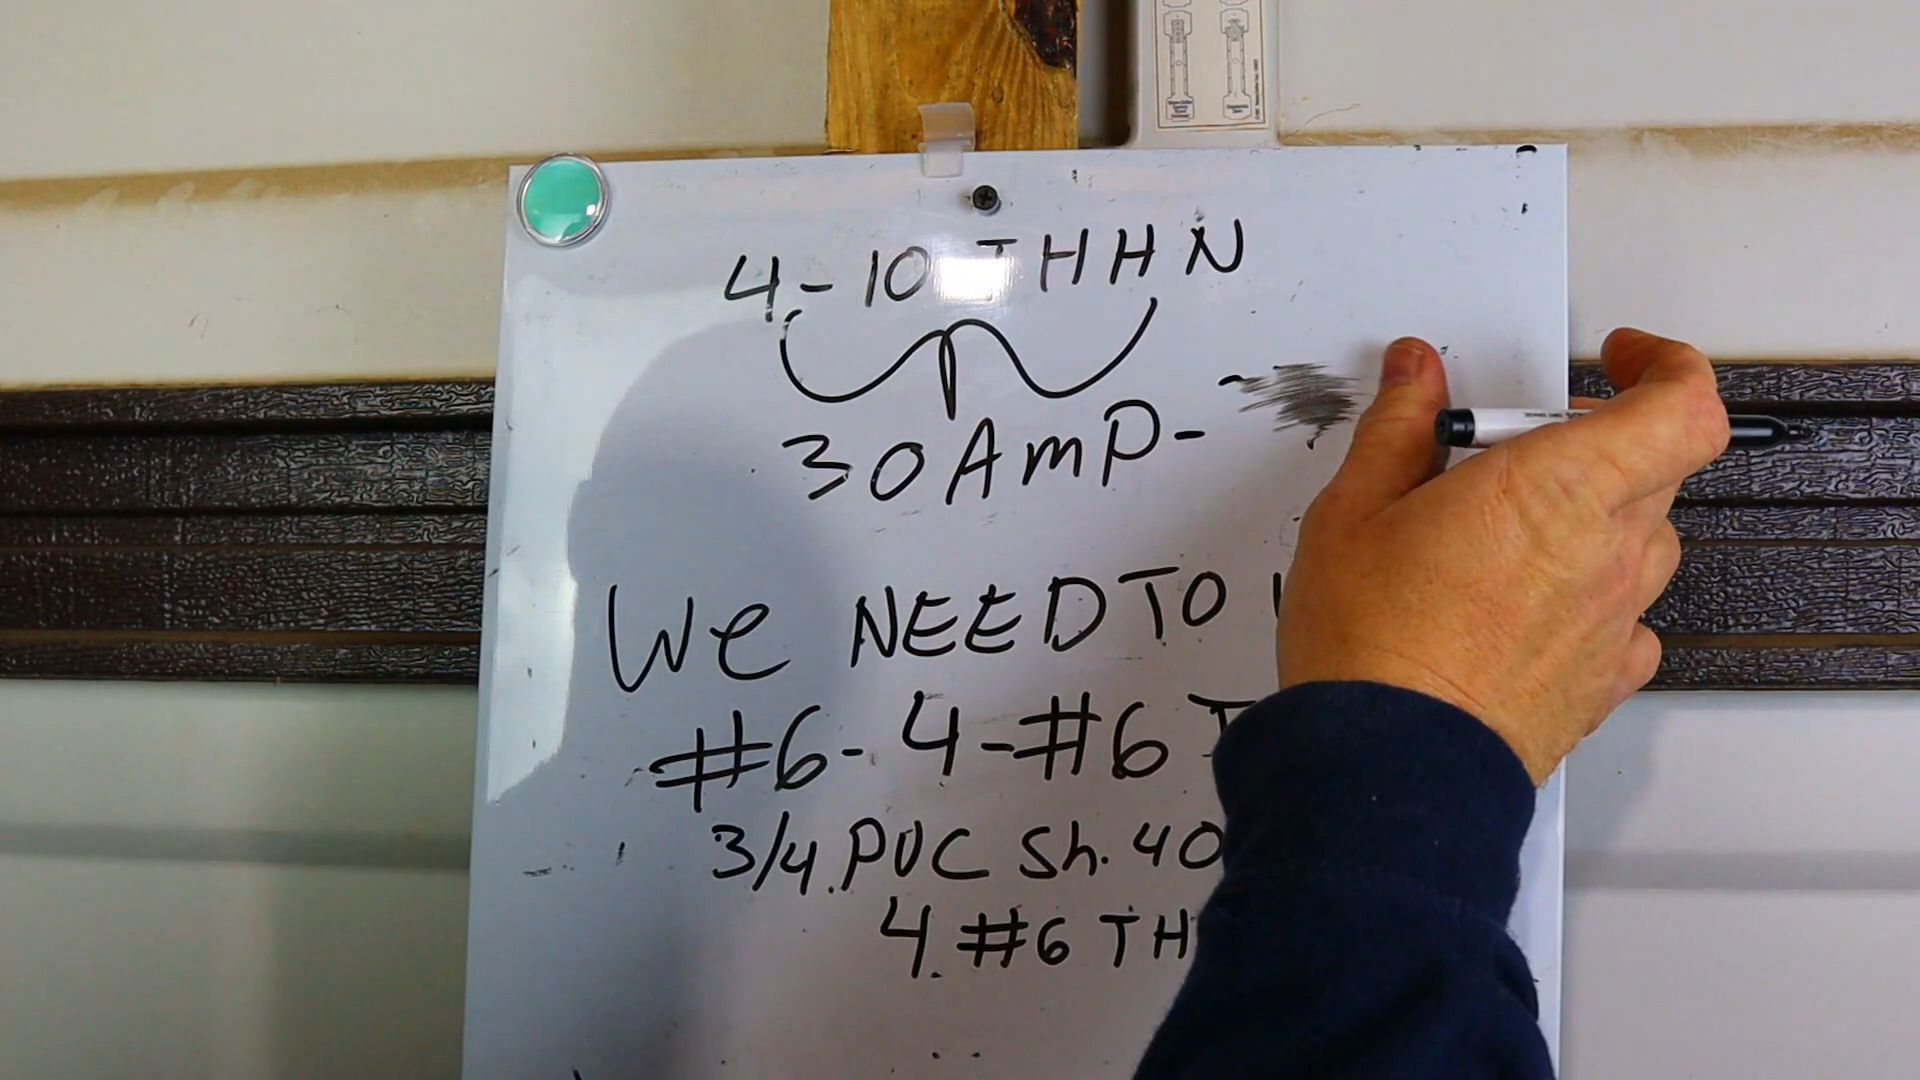 4-10 THHN
30 AmP-
We NEED TO
#6- 4-#6 T
3/4. PVC Sh. 40
4. #6 TH